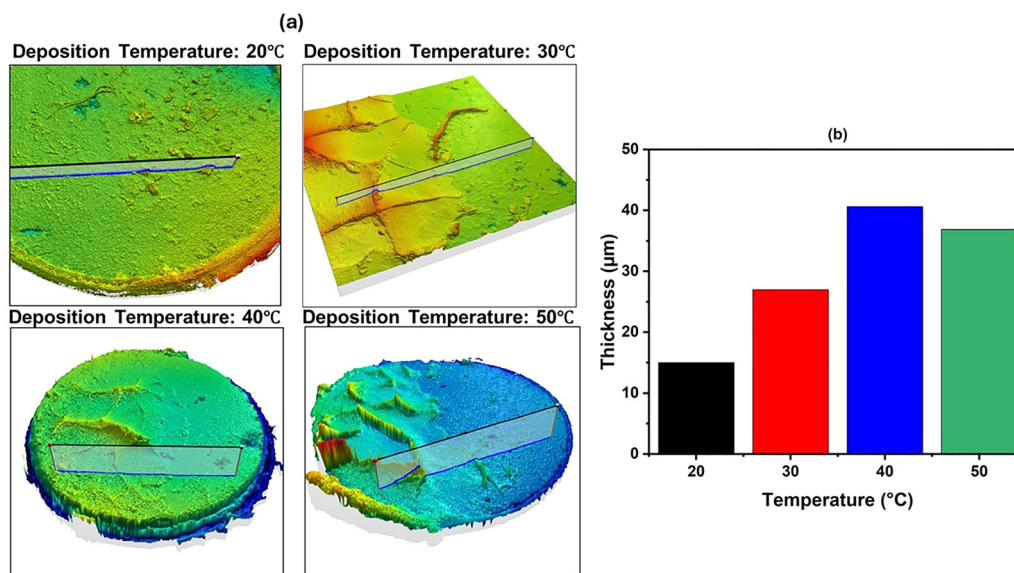 (a)
Deposition Temperature: 20℃
Deposition Temperature: 30℃
Deposition Temperature: 40℃
Deposition Temperature: 50℃
(b)
Thickness (µm)
50
40
30
20
10
0
20 30 40 50
Temperature (°C)